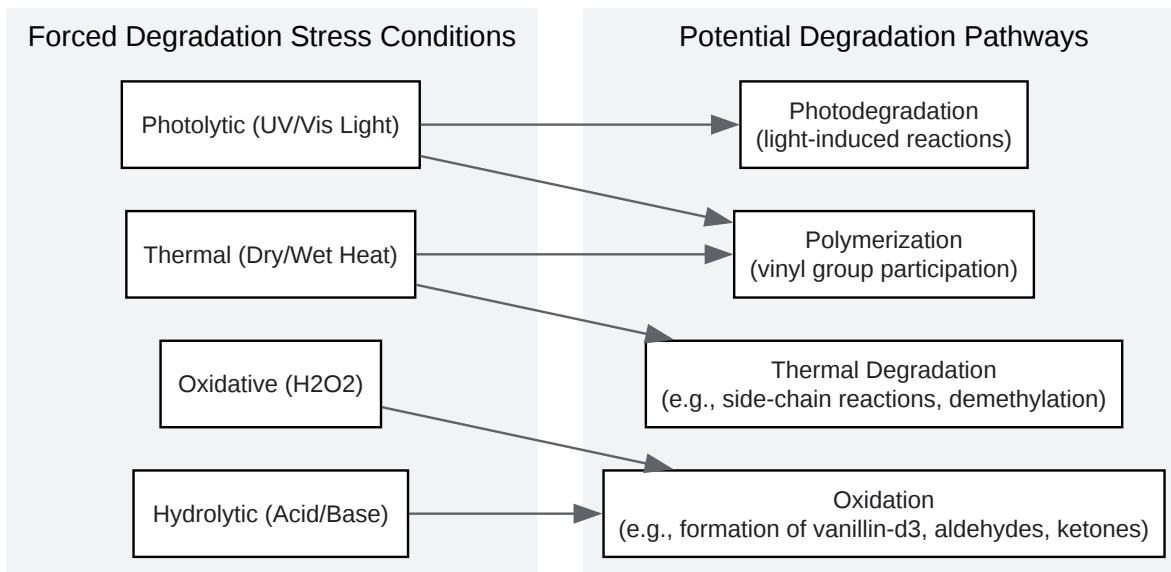 Forced Degradation Stress Conditions
Photolytic (UV/Vis Light)
Thermal (Dry/Wet Heat)
Oxidative (H2O2)
Hydrolytic (Acid/Base)
Potential Degradation Pathways
Photodegradation
(light-induced reactions)
Polymerization
(vinyl group participation)
Thermal Degradation
(e.g., side-chain reactions, demethylation)
Oxidation
(e.g., formation of vanillin-d3, aldehydes, ketones)